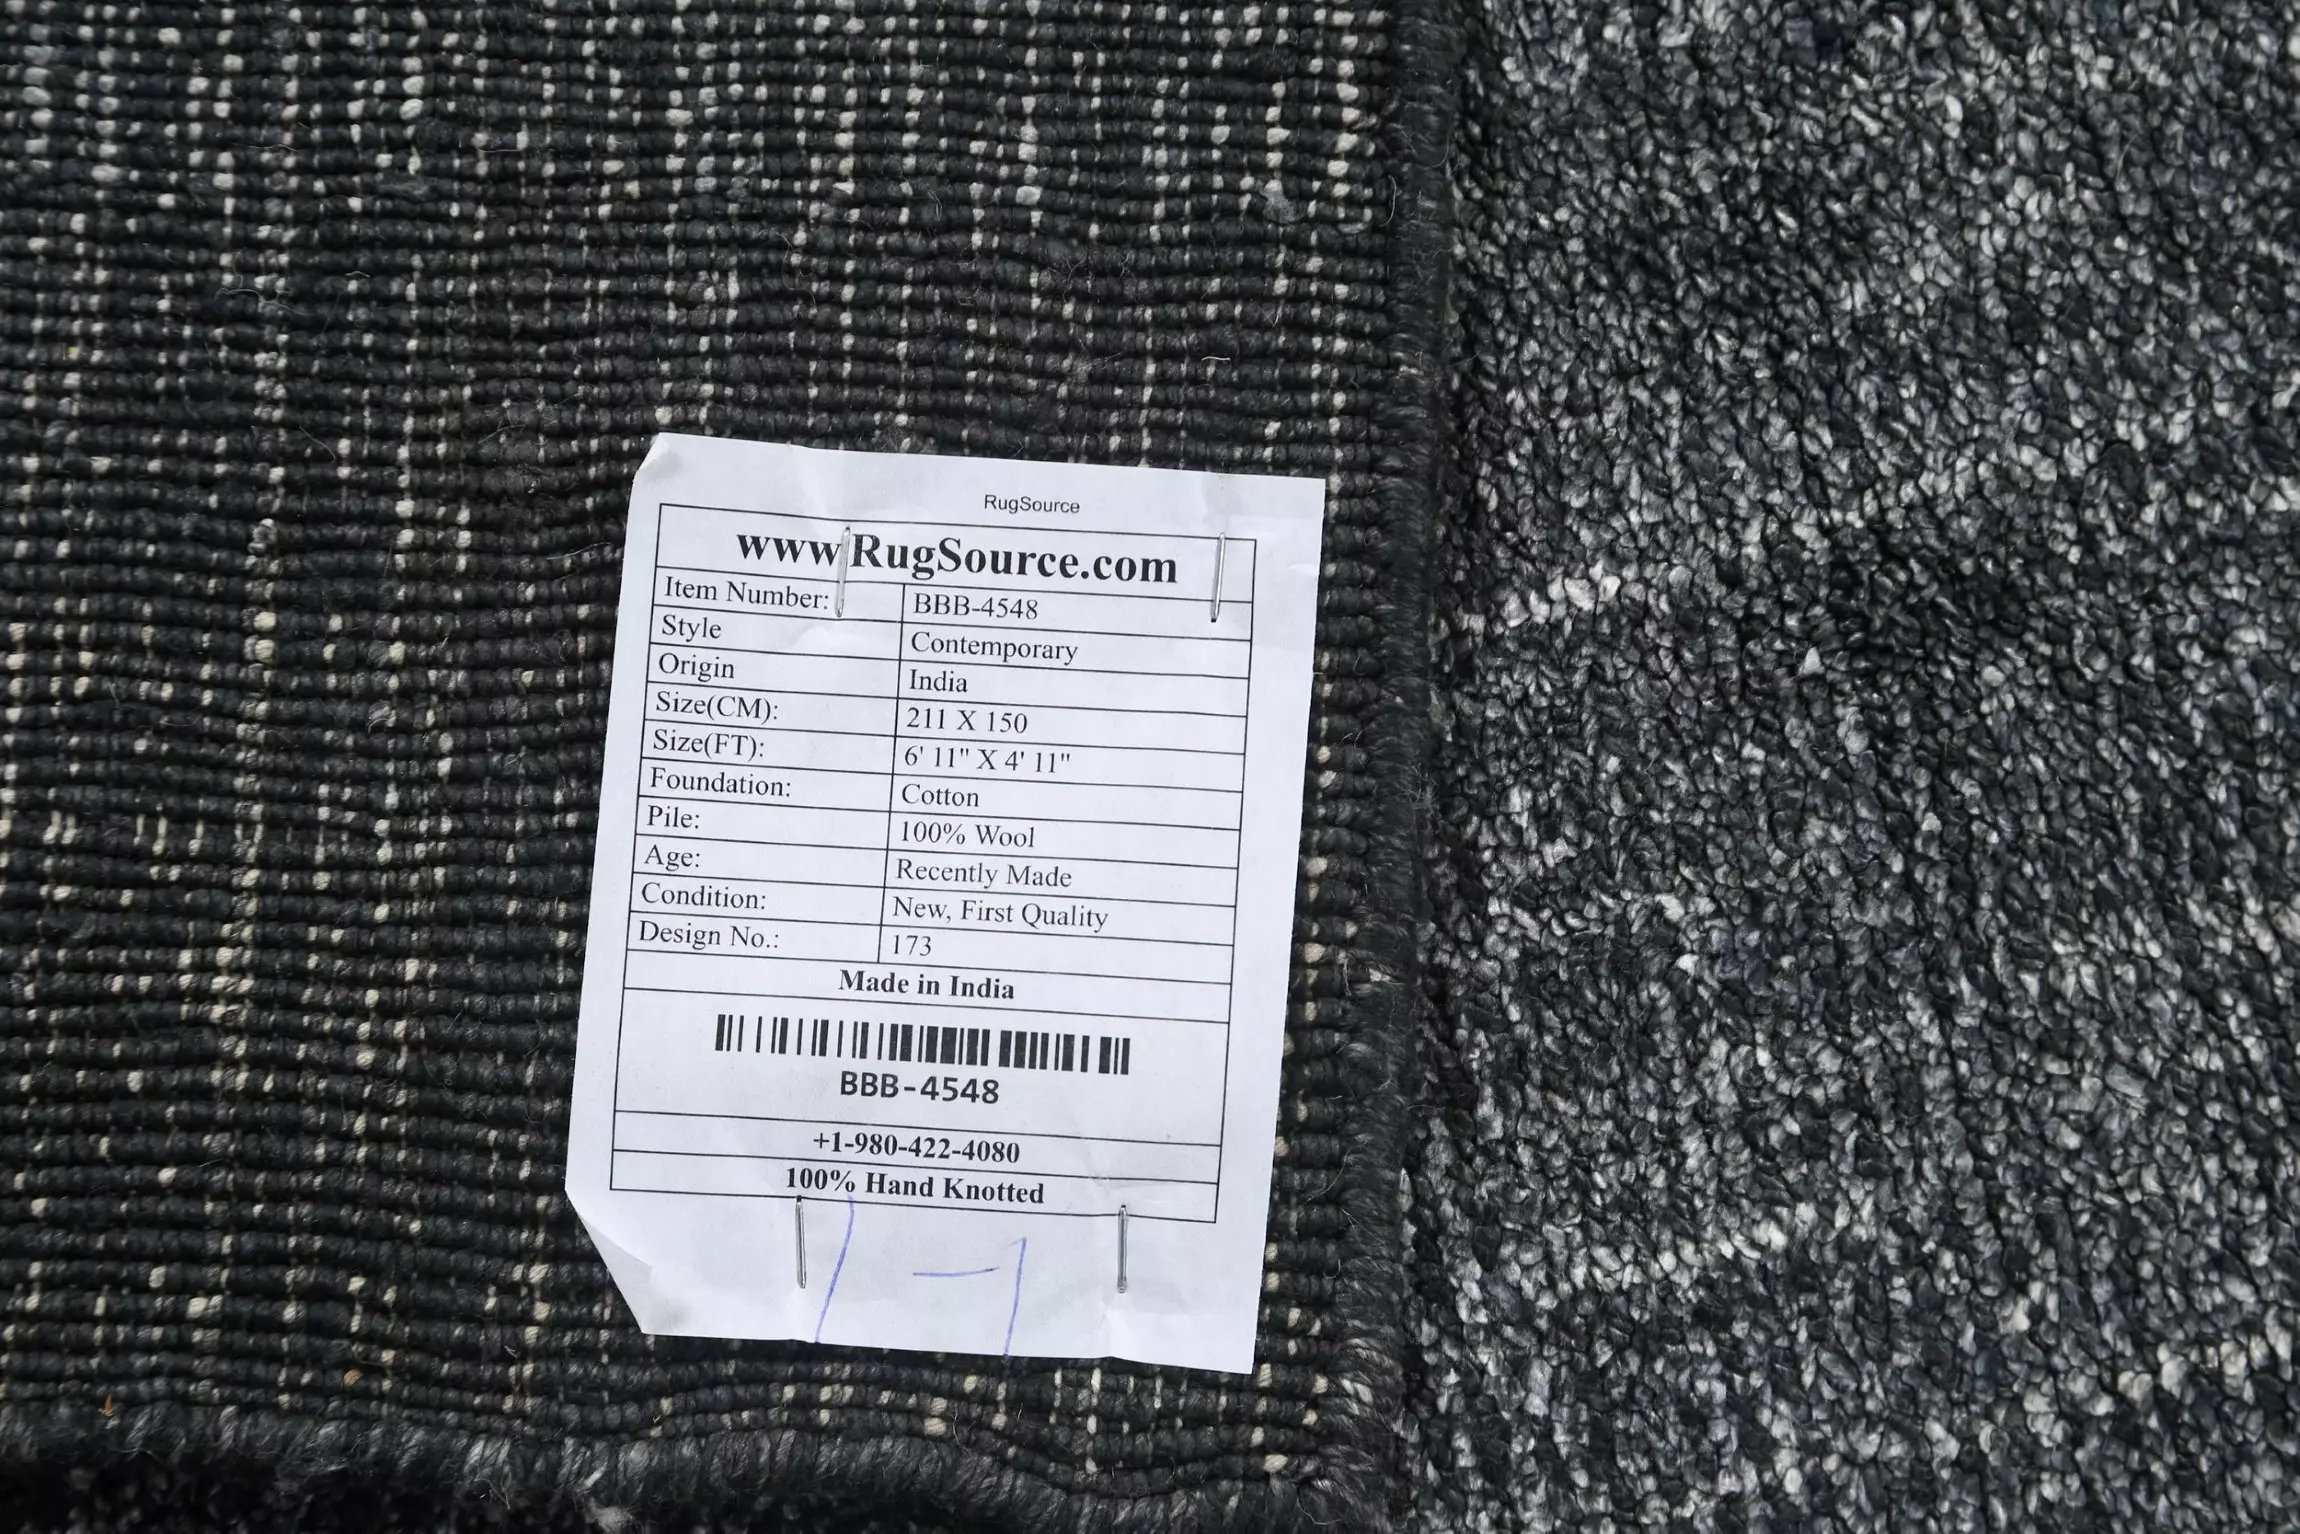 RugSource
www.RugSource.com
Item Number: BBB-4548
Style Contemporary
Origin India
Size(CM): 211 X 150
Size(FT): 6' 11" X 4' 11"
Foundation: Cotton
Pile: 100% Wool
Age: Recently Made
Condition: New, First Quality
Design No.: 173
Made in India
BBB-4548
+1-980-422-4080
100% Hand Knotted
1-1